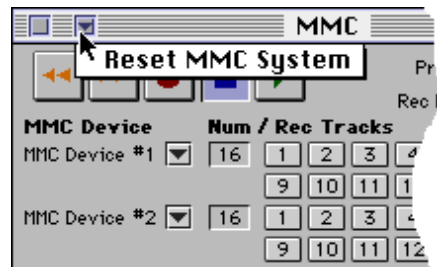 MMC
Reset MMC System
Pr
Rec
MMC Device Num / Rec Tracks
MMC Device #1 16 1 2 3 4
9 10 11 1
MMC Device #2 16 1 2 3 4
9 10 11 12